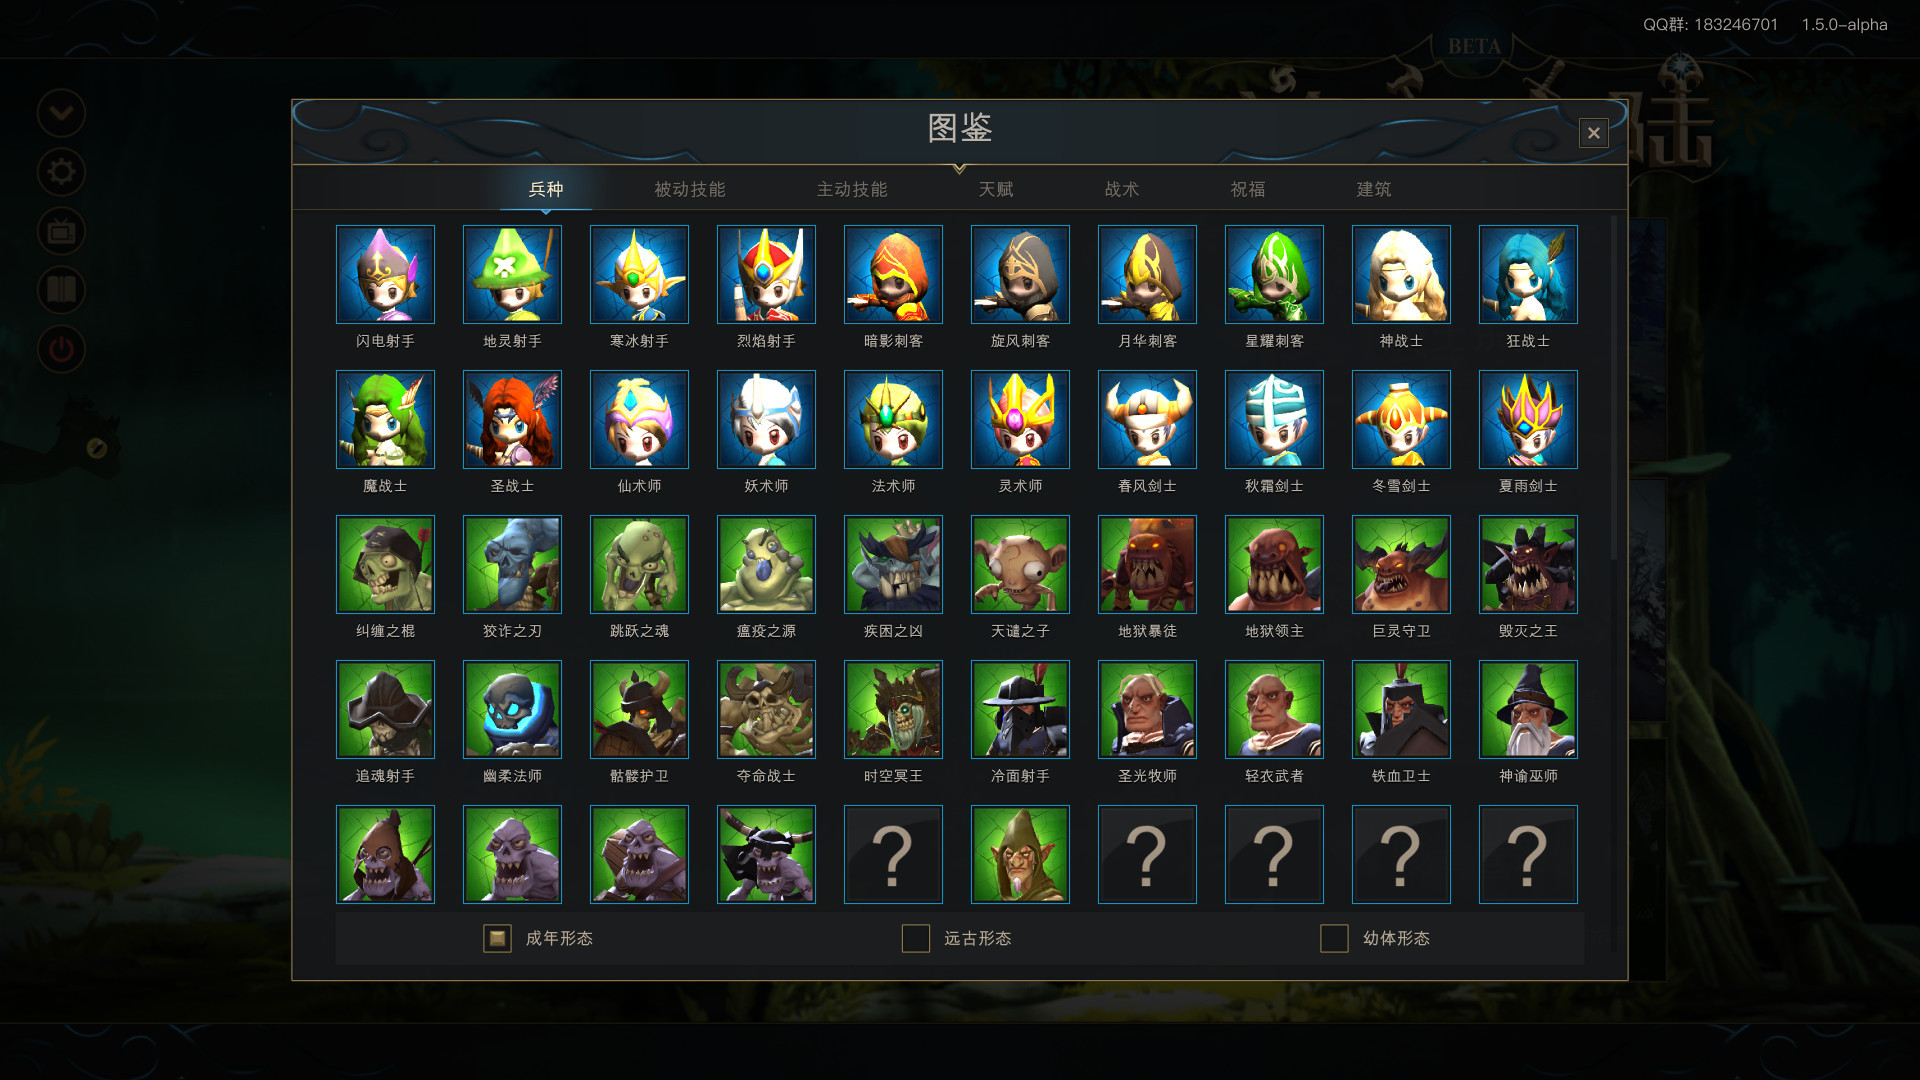 QQ群: 183246701 1.5.0-alpha
BETA
陆
图鉴
兵种 被动技能 主动技能 天赋 战术 祝福 建筑
闪电射手 地灵射手 寒冰射手 烈焰射手 暗影刺客 旋风刺客 月华刺客 星耀刺客 神战士 狂战士
魔战士 圣战士 仙术师 妖术师 法术师 灵术师 春风剑士 秋霜剑士 冬雪剑士 夏雨剑士
纠缠之棍 狡诈之刃 跳跃之魂 瘟疫之源 疾困之凶 天谴之子 地狱暴徒 地狱领主 巨灵守卫 毁灭之王
追魂射手 幽柔法师 骷髅护卫 夺命战士 时空冥王 冷面射手 圣光牧师 轻衣武者 铁血卫士 神谕巫师
? ? ? ? ?
成年形态 远古形态 幼体形态